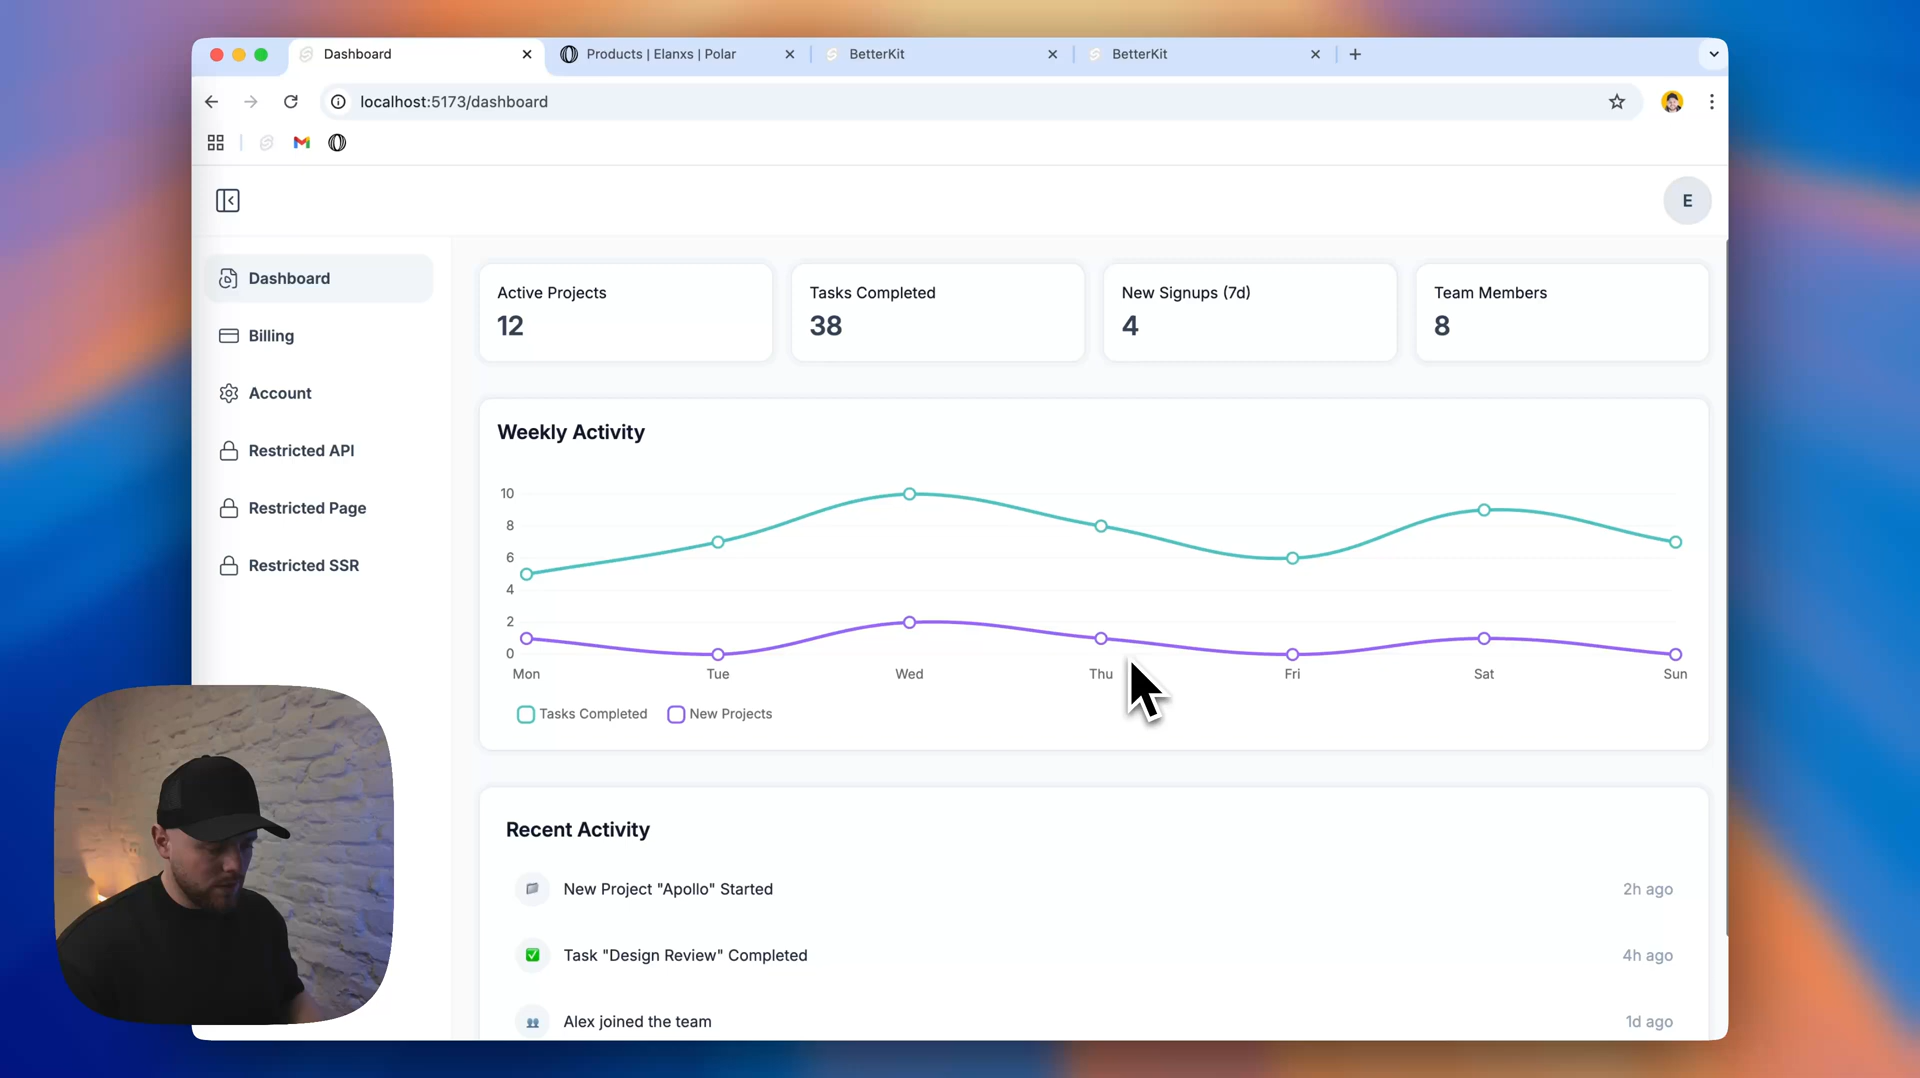 Dashboard
Products | Elanxs | Polar
BetterKit
BetterKit
localhost:5173/dashboard
E
Dashboard
Billing
Account
Restricted API
Restricted Page
Restricted SSR
Active Projects
12
Tasks Completed
38
New Signups (7d)
4
Team Members
8
Weekly Activity
10
8
6
4
2
0
Mon Tue Wed Thu Fri Sat Sun
Tasks Completed New Projects
Recent Activity
New Project "Apollo" Started 2h ago
Task "Design Review" Completed 4h ago
Alex joined the team 1d ago